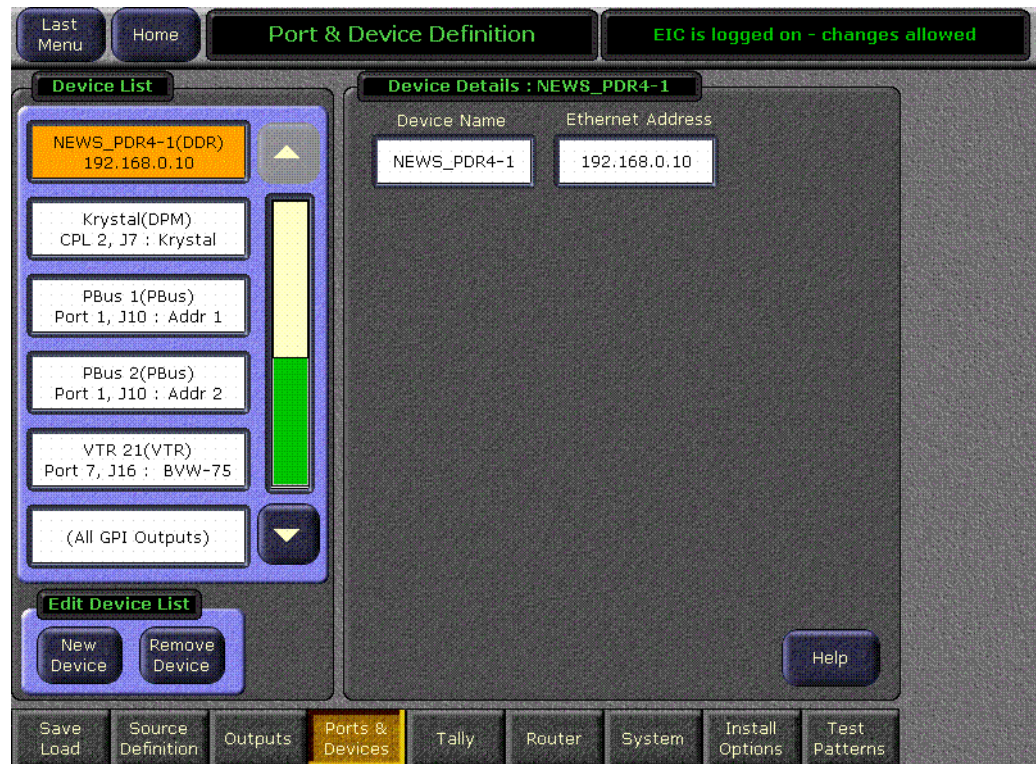 Last
Menu
Home
Port & Device Definition
EIC is logged on - changes allowed
Device List
NEWS_PDR4-1(DDR)
192.168.0.10
Krystal(DPM)
CPL 2, J7 : Krystal
PBus 1(PBus)
Port 1, J10 : Addr 1
PBus 2(PBus)
Port 1, J10 : Addr 2
VTR 21(VTR)
Port 7, J16 : BVW-75
(All GPI Outputs)
Edit Device List
New
Device
Remove
Device
Device Details : NEWS_PDR4-1
Device Name
Ethernet Address
NEWS_PDR4-1
192.168.0.10
Help
Save
Load
Source
Definition
Outputs
Ports &
Devices
Tally
Router
System
Install
Options
Test
Patterns